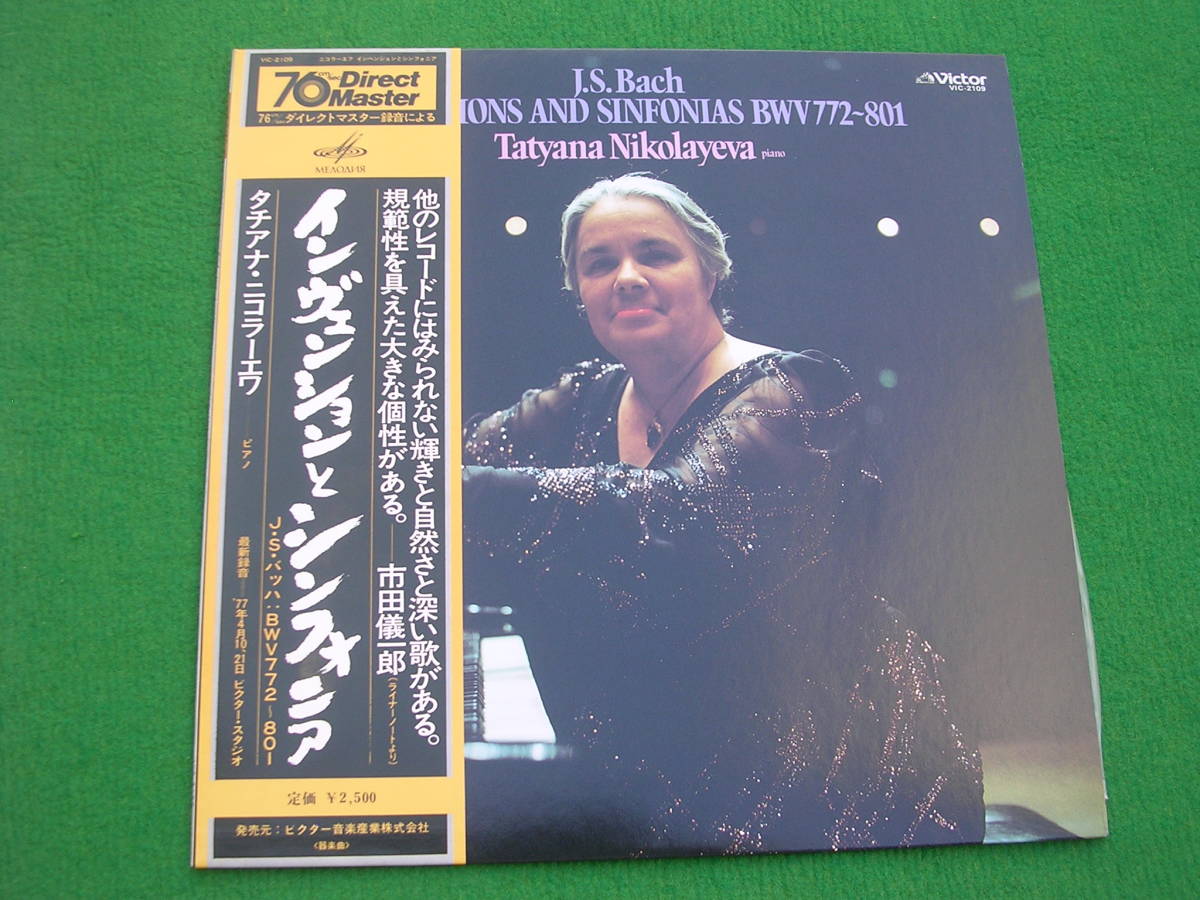 VIC-2109 ニコラーエフ インベンションとシンフォニア
76 cm/sec Direct Master
76cm/secダイレクトマスター録音による
МЕЛОДИЯ
他のレコードにはみられない輝きと自然さと深い歌がある。
規範性を具えた大きな個性がある。――市田儀一郎(ライナーノートより)
インヴェンションとシンフォニア
J・S・バッハ:BWV772~801
タチアナ・ニコラーエワ――ピアノ
最新録音――'77年4月10、21日 ビクター・スタジオ
定価 ¥2,500
発売元:ビクター音楽産業株式会社
〈器楽曲〉
J.S.Bach
IONS AND SINFONIAS BWV772~801
Tatyana Nikolayeva piano
Victor
VIC-2109